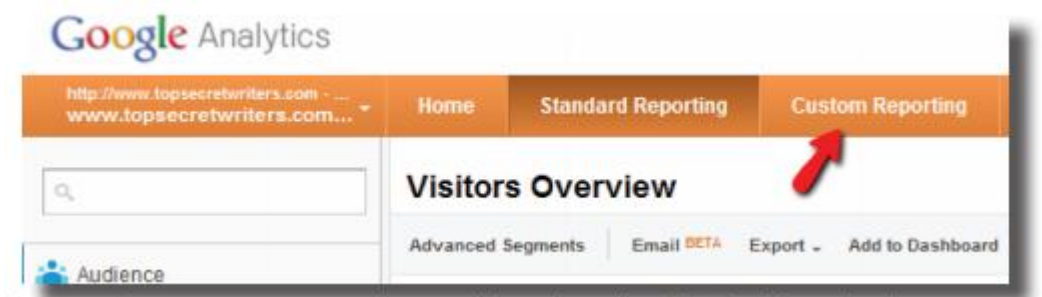 Google Analytics
http://www.topsecretwriters.com - ...
www.topsecretwriters.com...
Home
Standard Reporting
Custom Reporting
Visitors Overview
Advanced Segments
Email BETA
Export
Add to Dashboard
Audience